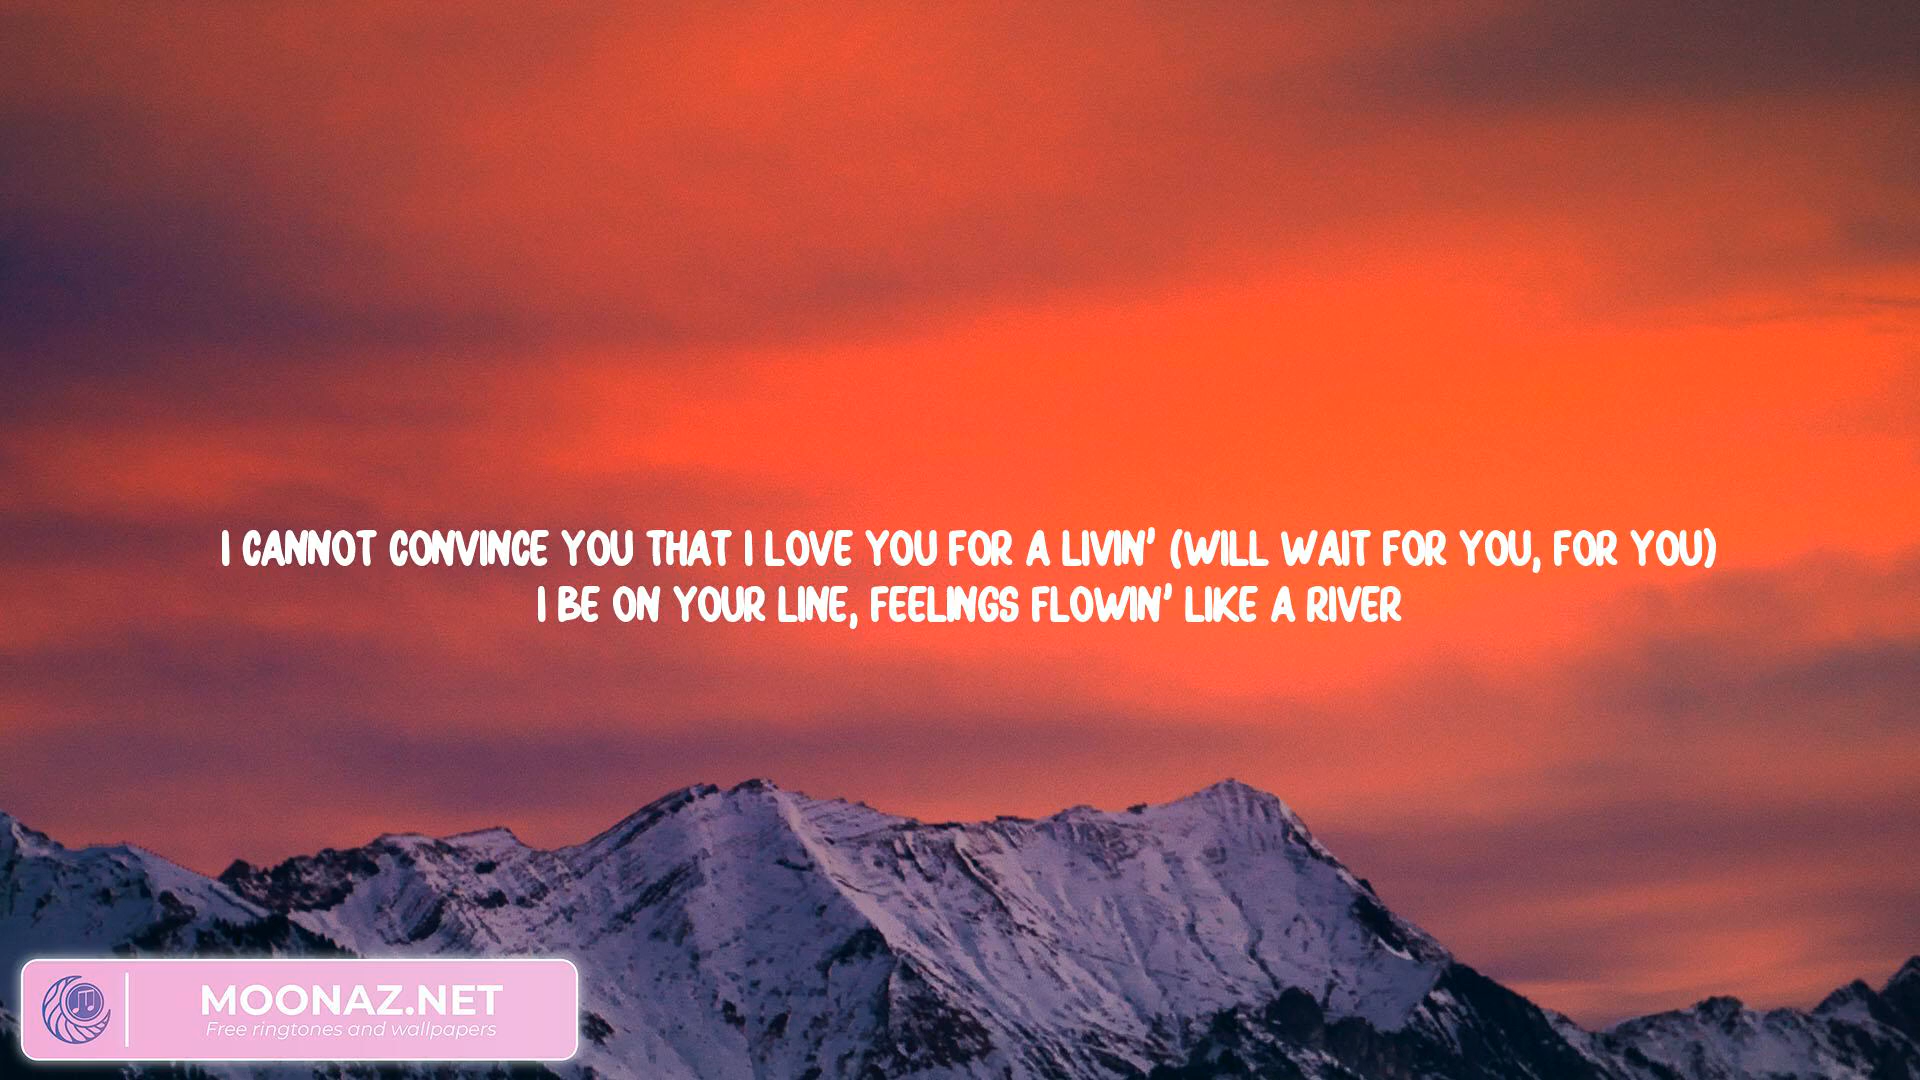 I CANNOT CONVINCE YOU THAT I LOVE YOU FOR A LIVIN' (WILL WAIT FOR YOU, FOR YOU)
I BE ON YOUR LINE, FEELINGS FLOWIN' LIKE A RIVER
MOONAZ.NET
Free ringtones and wallpapers